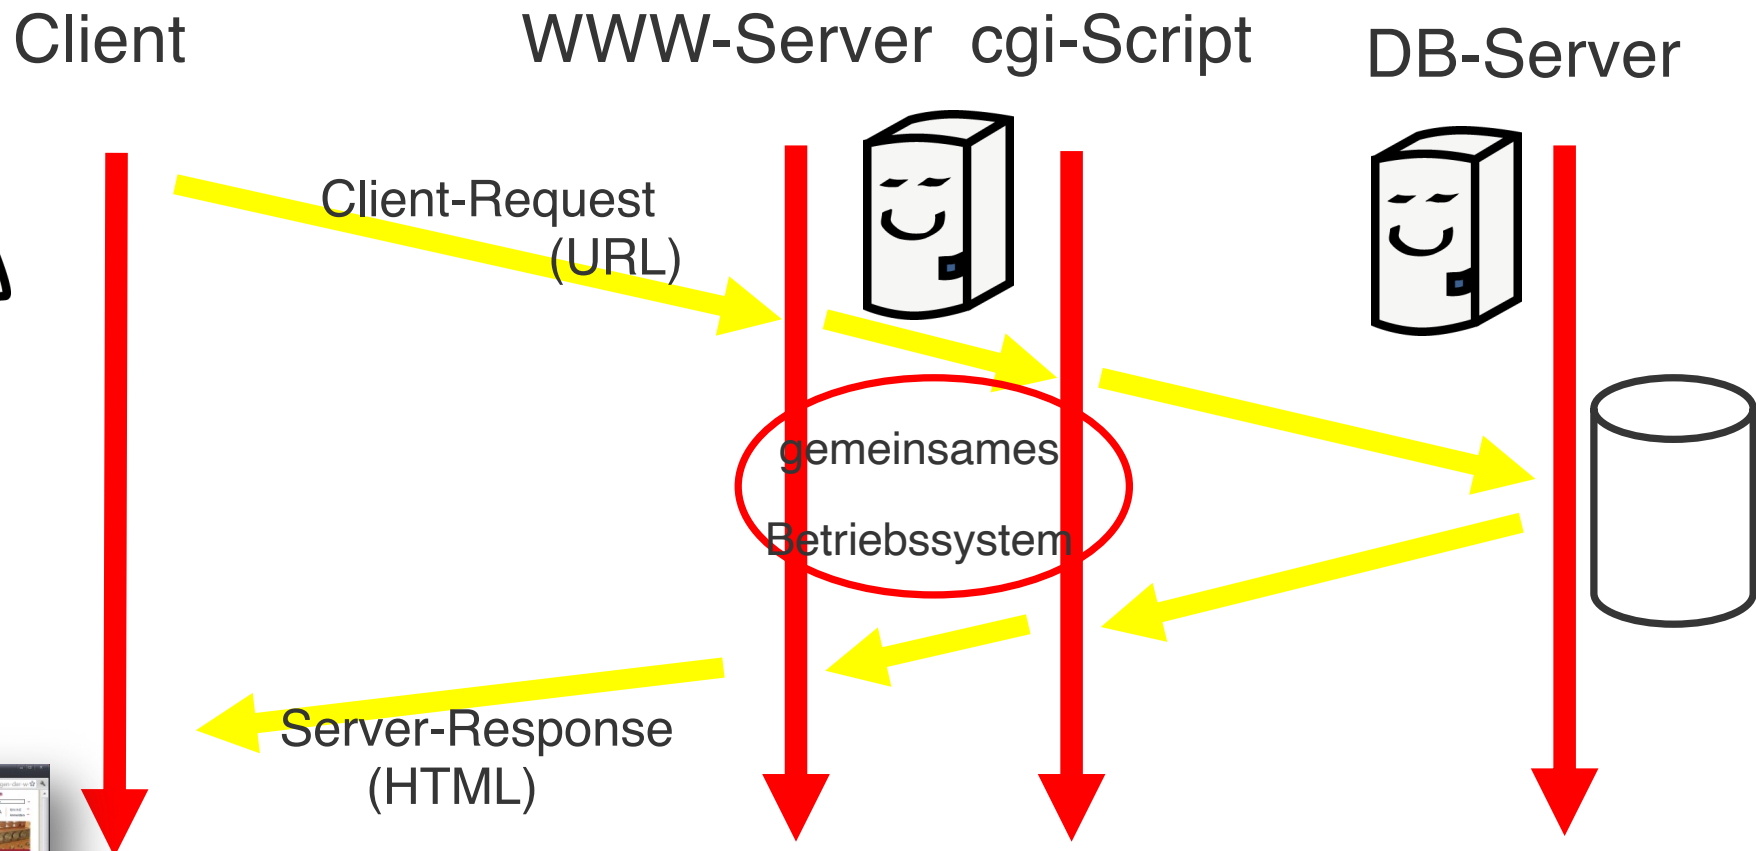 Client
WWW-Server
cgi-Script
DB-Server
Client-Request
(URL)
gemeinsames
Betriebssystem
Server-Response
(HTML)